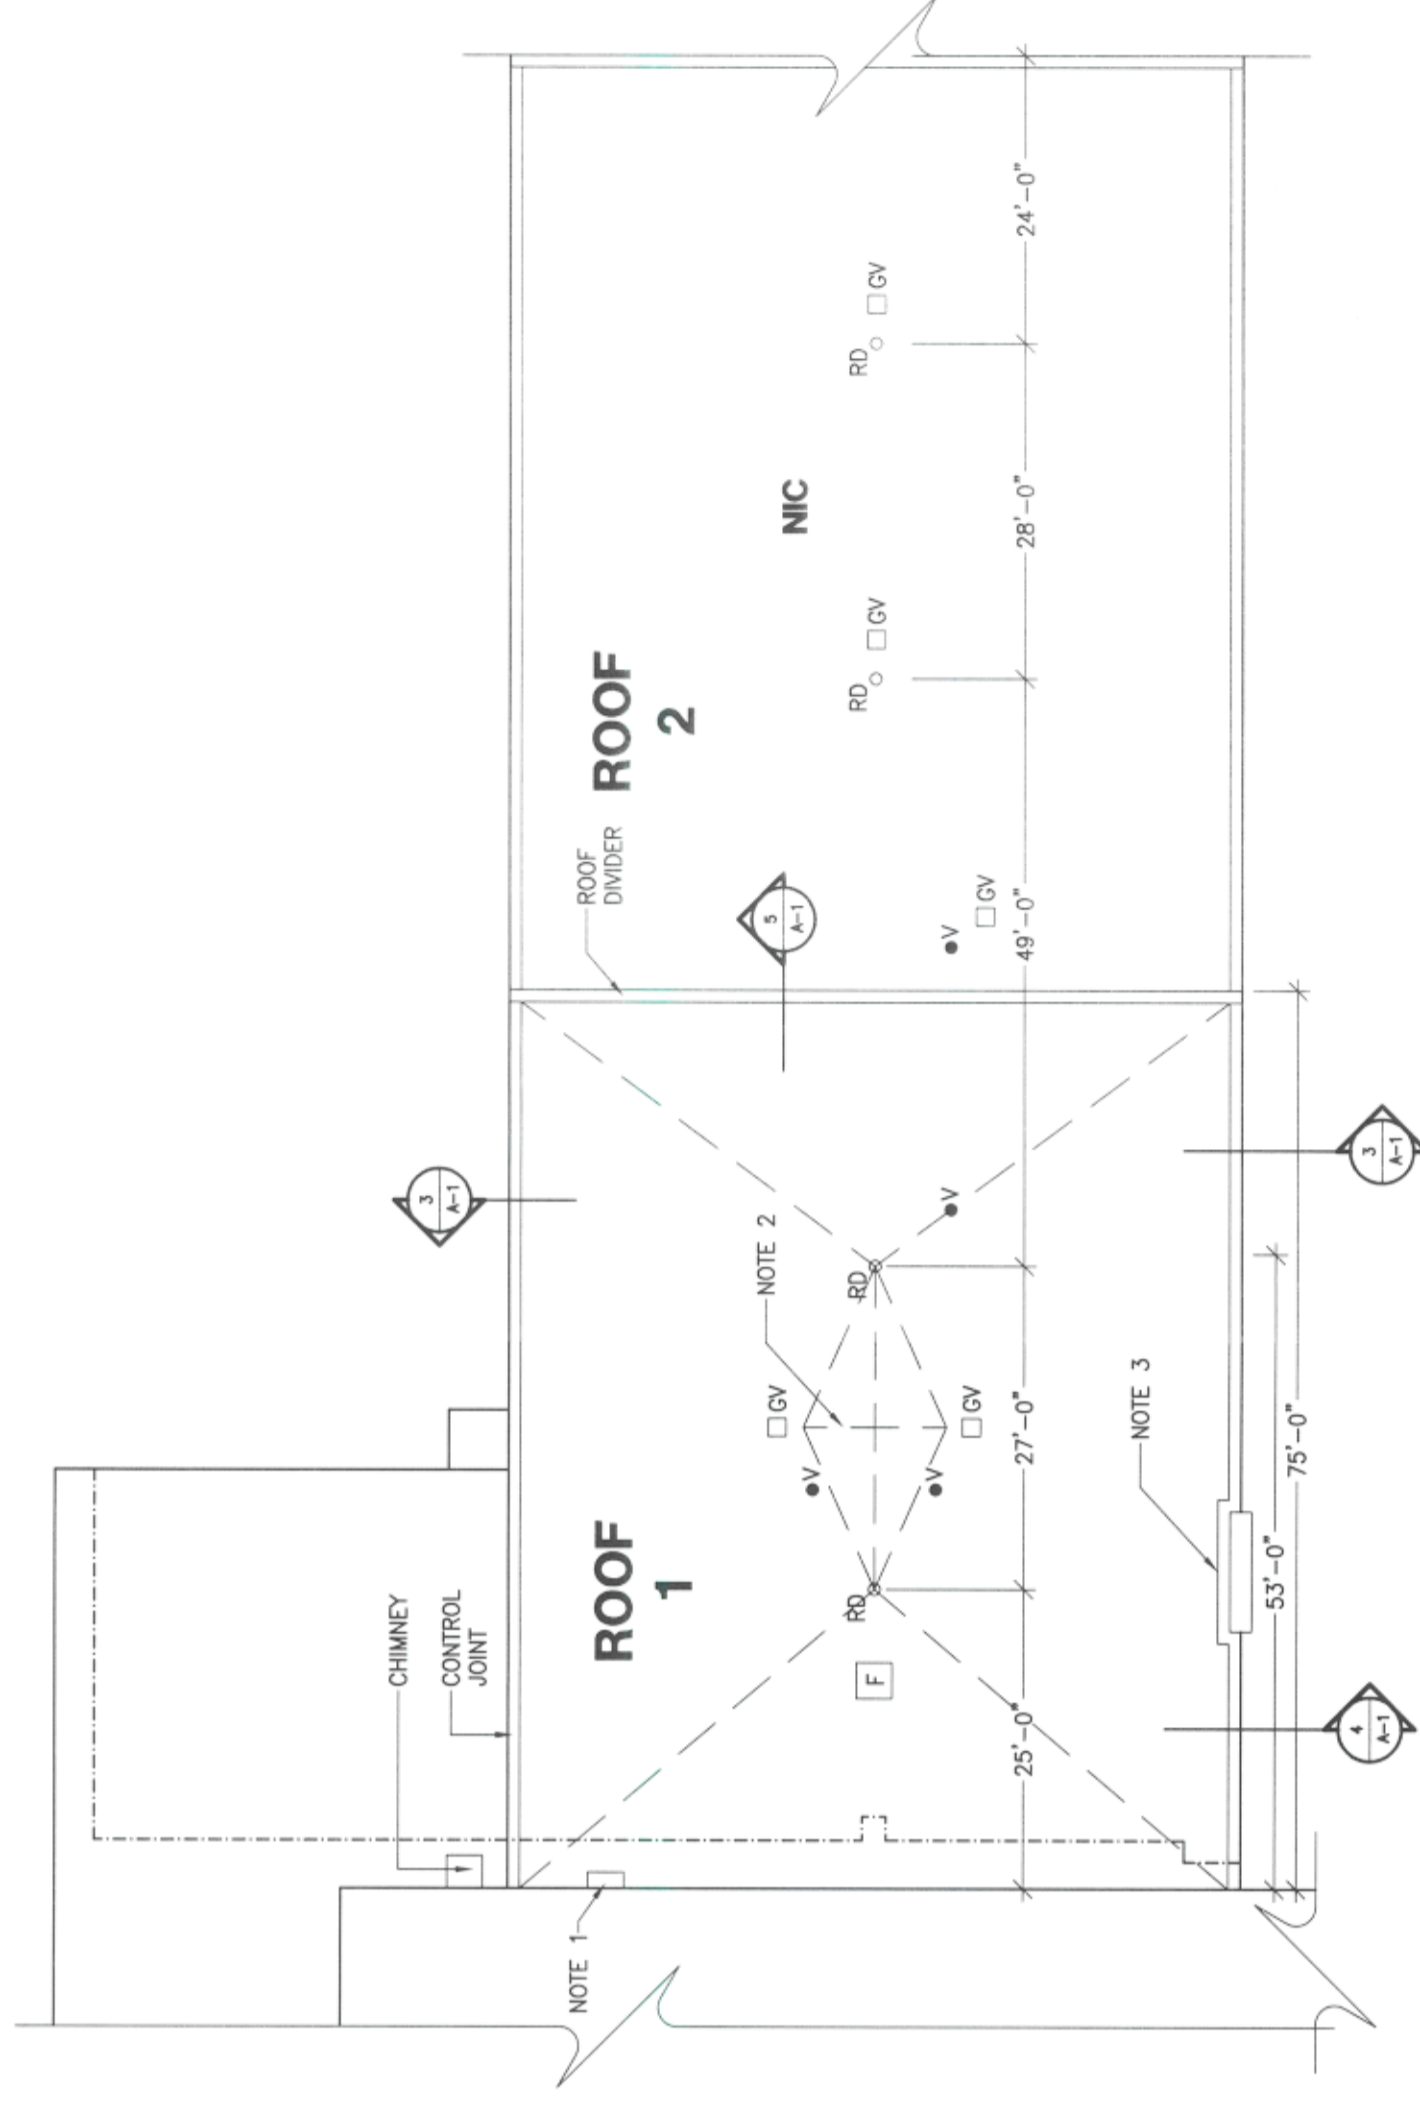 24'-0"
GV
RD
28'-0"
NIC
GV
RD
ROOF
2
ROOF
DIVIDER
5
A-1
GV
V
49'-0"
3
A-1
3
A-1
V
NOTE 2
RD
GV
GV
27'-0"
NOTE 3
V
V
75'-0"
53'-0"
ROOF
1
CHIMNEY
CONTROL
JOINT
RD
F
25'-0"
4
A-1
NOTE 1